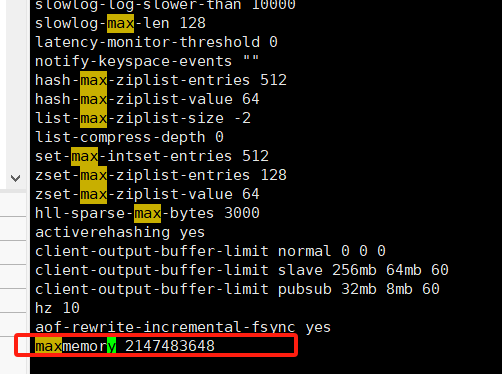 slowlog-log-slower-than 10000
slowlog-max-len 128
latency-monitor-threshold 0
notify-keyspace-events ""
hash-max-ziplist-entries 512
hash-max-ziplist-value 64
list-max-ziplist-size -2
list-compress-depth 0
set-max-intset-entries 512
zset-max-ziplist-entries 128
zset-max-ziplist-value 64
hll-sparse-max-bytes 3000
activerehashing yes
client-output-buffer-limit normal 0 0 0
client-output-buffer-limit slave 256mb 64mb 60
client-output-buffer-limit pubsub 32mb 8mb 60
hz 10
aof-rewrite-incremental-fsync yes
maxmemory 2147483648